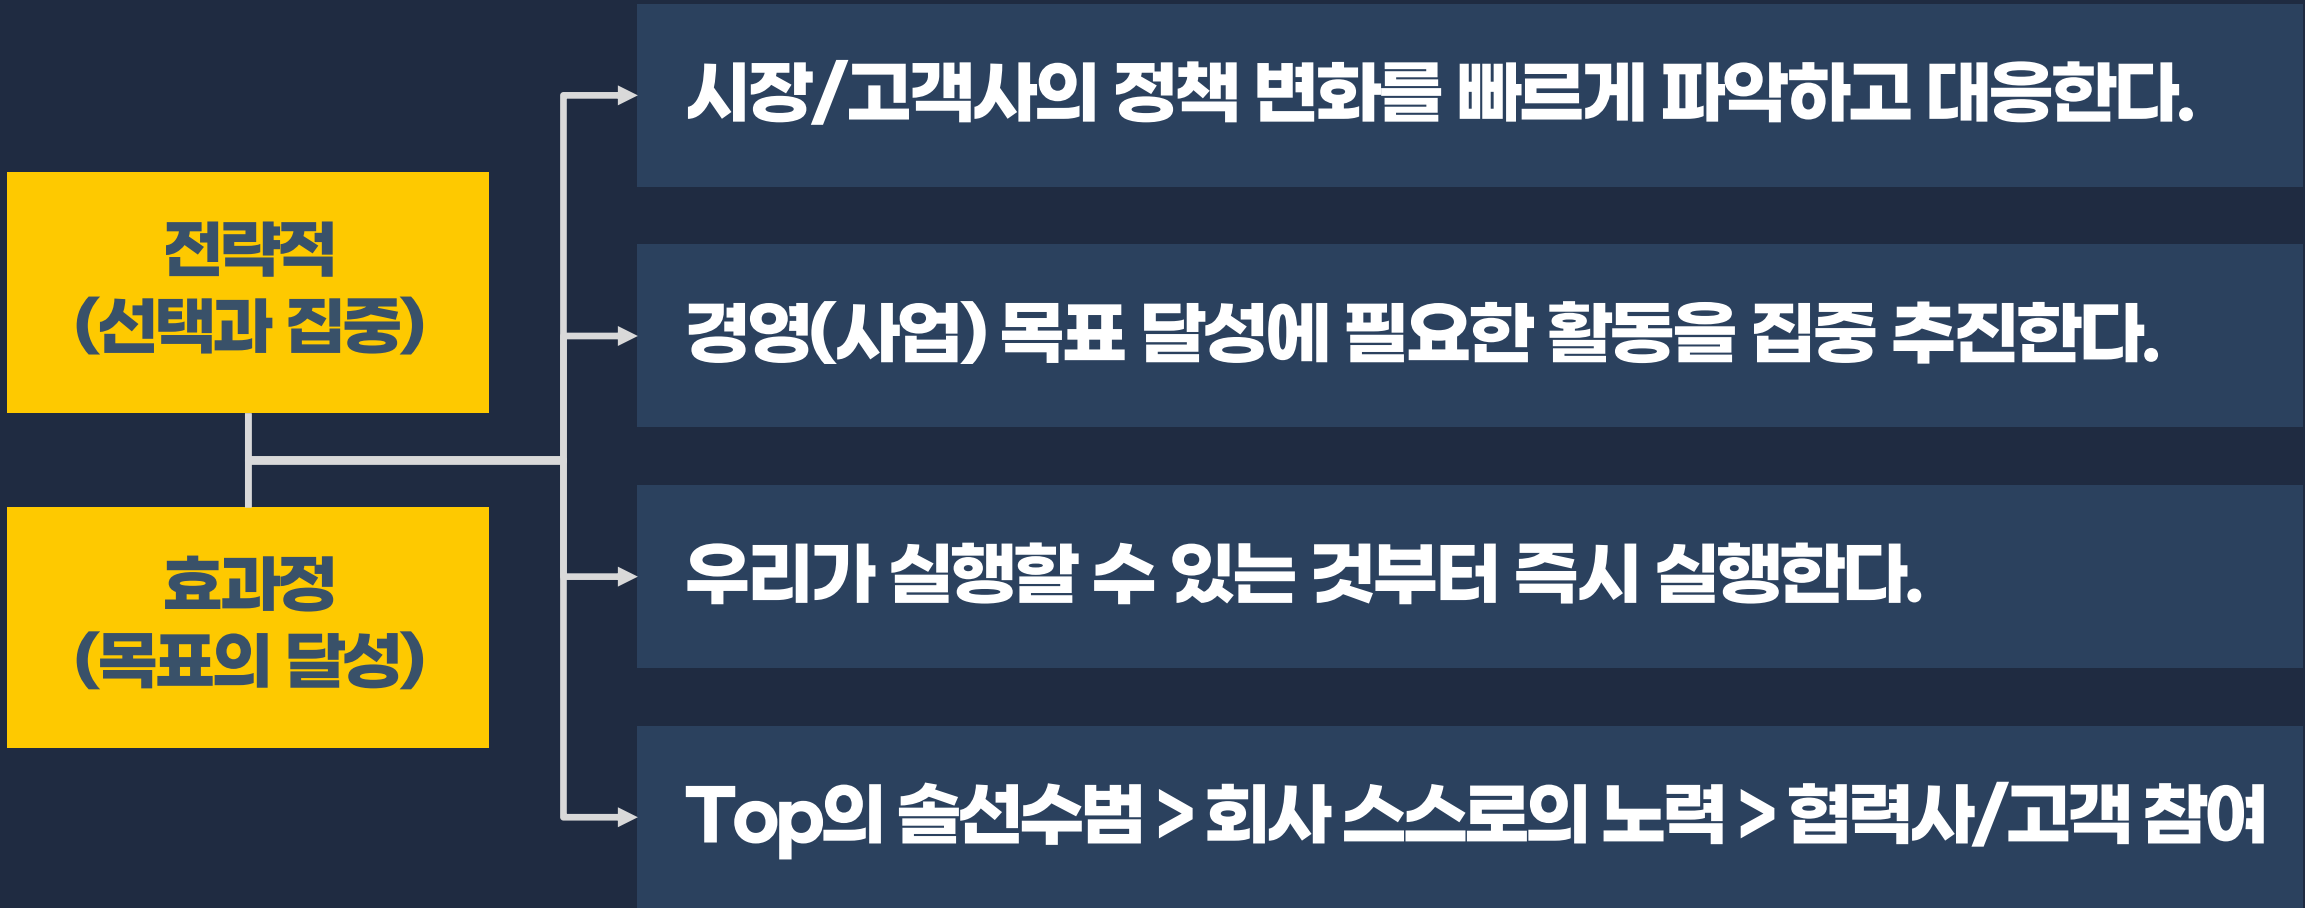 전략적
(선택과 집중)
효과정
(목표의 달성)
시장/고객사의 정책 변화를 빠르게 파악하고 대응한다.
경영(사업) 목표 달성에 필요한 활동을 집중 추진한다.
우리가 실행할 수 있는 것부터 즉시 실행한다.
Top의 솔선수범 > 회사 스스로의 노력 > 협력사/고객 참여